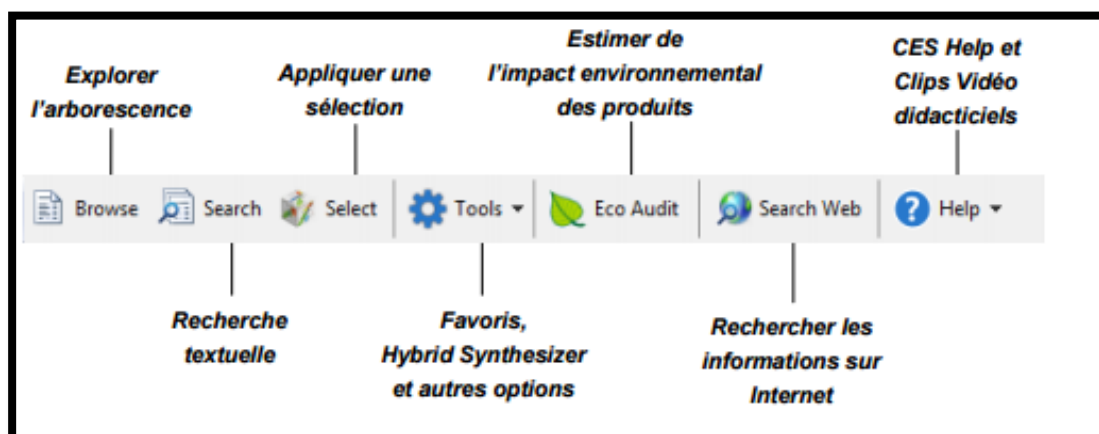 Explorer
l'arborescence
Appliquer une
sélection
Estimer de
l'impact environnemental
des produits
CES Help et
Clips Vidéo
didacticiels
Browse Search Select Tools Eco Audit Search Web Help
Recherche
textuelle
Favoris,
Hybrid Synthesizer
et autres options
Rechercher les
informations sur
Internet